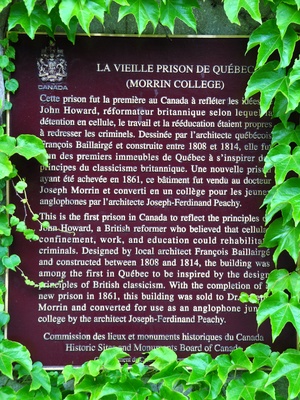 CANADA
LA VIEILLE PRISON DE QUÉBEC
(MORRIN COLLEGE)
Cette prison fut la première au Canada à refléter les idées
John Howard, réformateur britannique selon lequel la
détention en cellule, le travail et la rééducation étaient propres
à redresser les criminels. Dessinée par l'architecte québécois
François Baillairgé et construite entre 1808 et 1814, elle fut
un des premiers immeubles de Québec à s'inspirer de
principes du classicisme britannique. Une nouvelle prison
ayant été achevée en 1861, ce bâtiment fut vendu au docteur
Joseph Morrin et converti en un collège pour les jeunes
anglophones par l'architecte Joseph-Ferdinand Peachy.
This is the first prison in Canada to reflect the principles of
John Howard, a British reformer who believed that cellular
confinement, work, and education could rehabilitate
criminals. Designed by local architect François Baillairgé
and constructed between 1808 and 1814, the building was
among the first in Québec to be inspired by the design
principles of British classicism. With the completion of
new prison in 1861, this building was sold to Dr.
Morrin and converted for use as an anglophone junior
college by the architect Joseph-Ferdinand Peachy.
Commission des lieux et monuments historiques du Canada
Historic Sites and Monuments Board of Canada